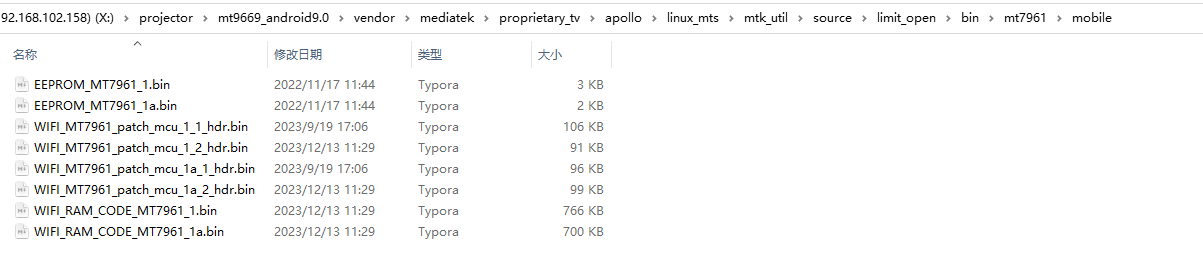 92.168.102.158) (X:) > projector > mt9669_android9.0 > vendor > mediatek > proprietary_tv > apollo > linux_mts > mtk_util > source > limit_open > bin > mt7961 > mobile
名称 修改日期 类型 大小
EEPROM_MT7961_1.bin 2022/11/17 11:44 Typora 3 KB
EEPROM_MT7961_1a.bin 2022/11/17 11:44 Typora 2 KB
WIFI_MT7961_patch_mcu_1_1_hdr.bin 2023/9/19 17:06 Typora 106 KB
WIFI_MT7961_patch_mcu_1_2_hdr.bin 2023/12/13 11:29 Typora 91 KB
WIFI_MT7961_patch_mcu_1a_1_hdr.bin 2023/9/19 17:06 Typora 96 KB
WIFI_MT7961_patch_mcu_1a_2_hdr.bin 2023/12/13 11:29 Typora 99 KB
WIFI_RAM_CODE_MT7961_1.bin 2023/12/13 11:29 Typora 766 KB
WIFI_RAM_CODE_MT7961_1a.bin 2023/12/13 11:29 Typora 700 KB